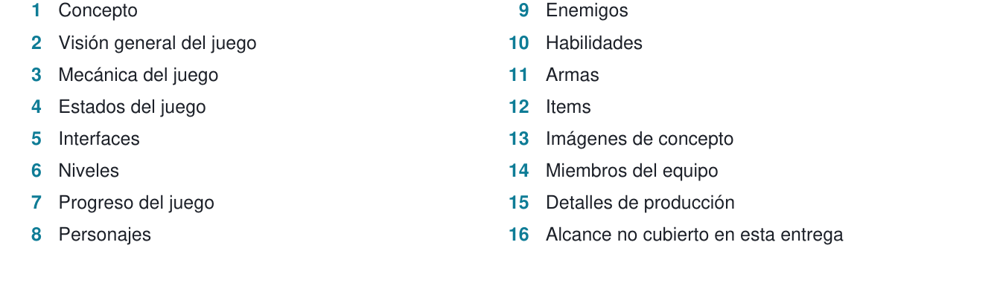 1 Concepto
2 Visión general del juego
3 Mecánica del juego
4 Estados del juego
5 Interfaces
6 Niveles
7 Progreso del juego
8 Personajes
9 Enemigos
10 Habilidades
11 Armas
12 Items
13 Imágenes de concepto
14 Miembros del equipo
15 Detalles de producción
16 Alcance no cubierto en esta entrega